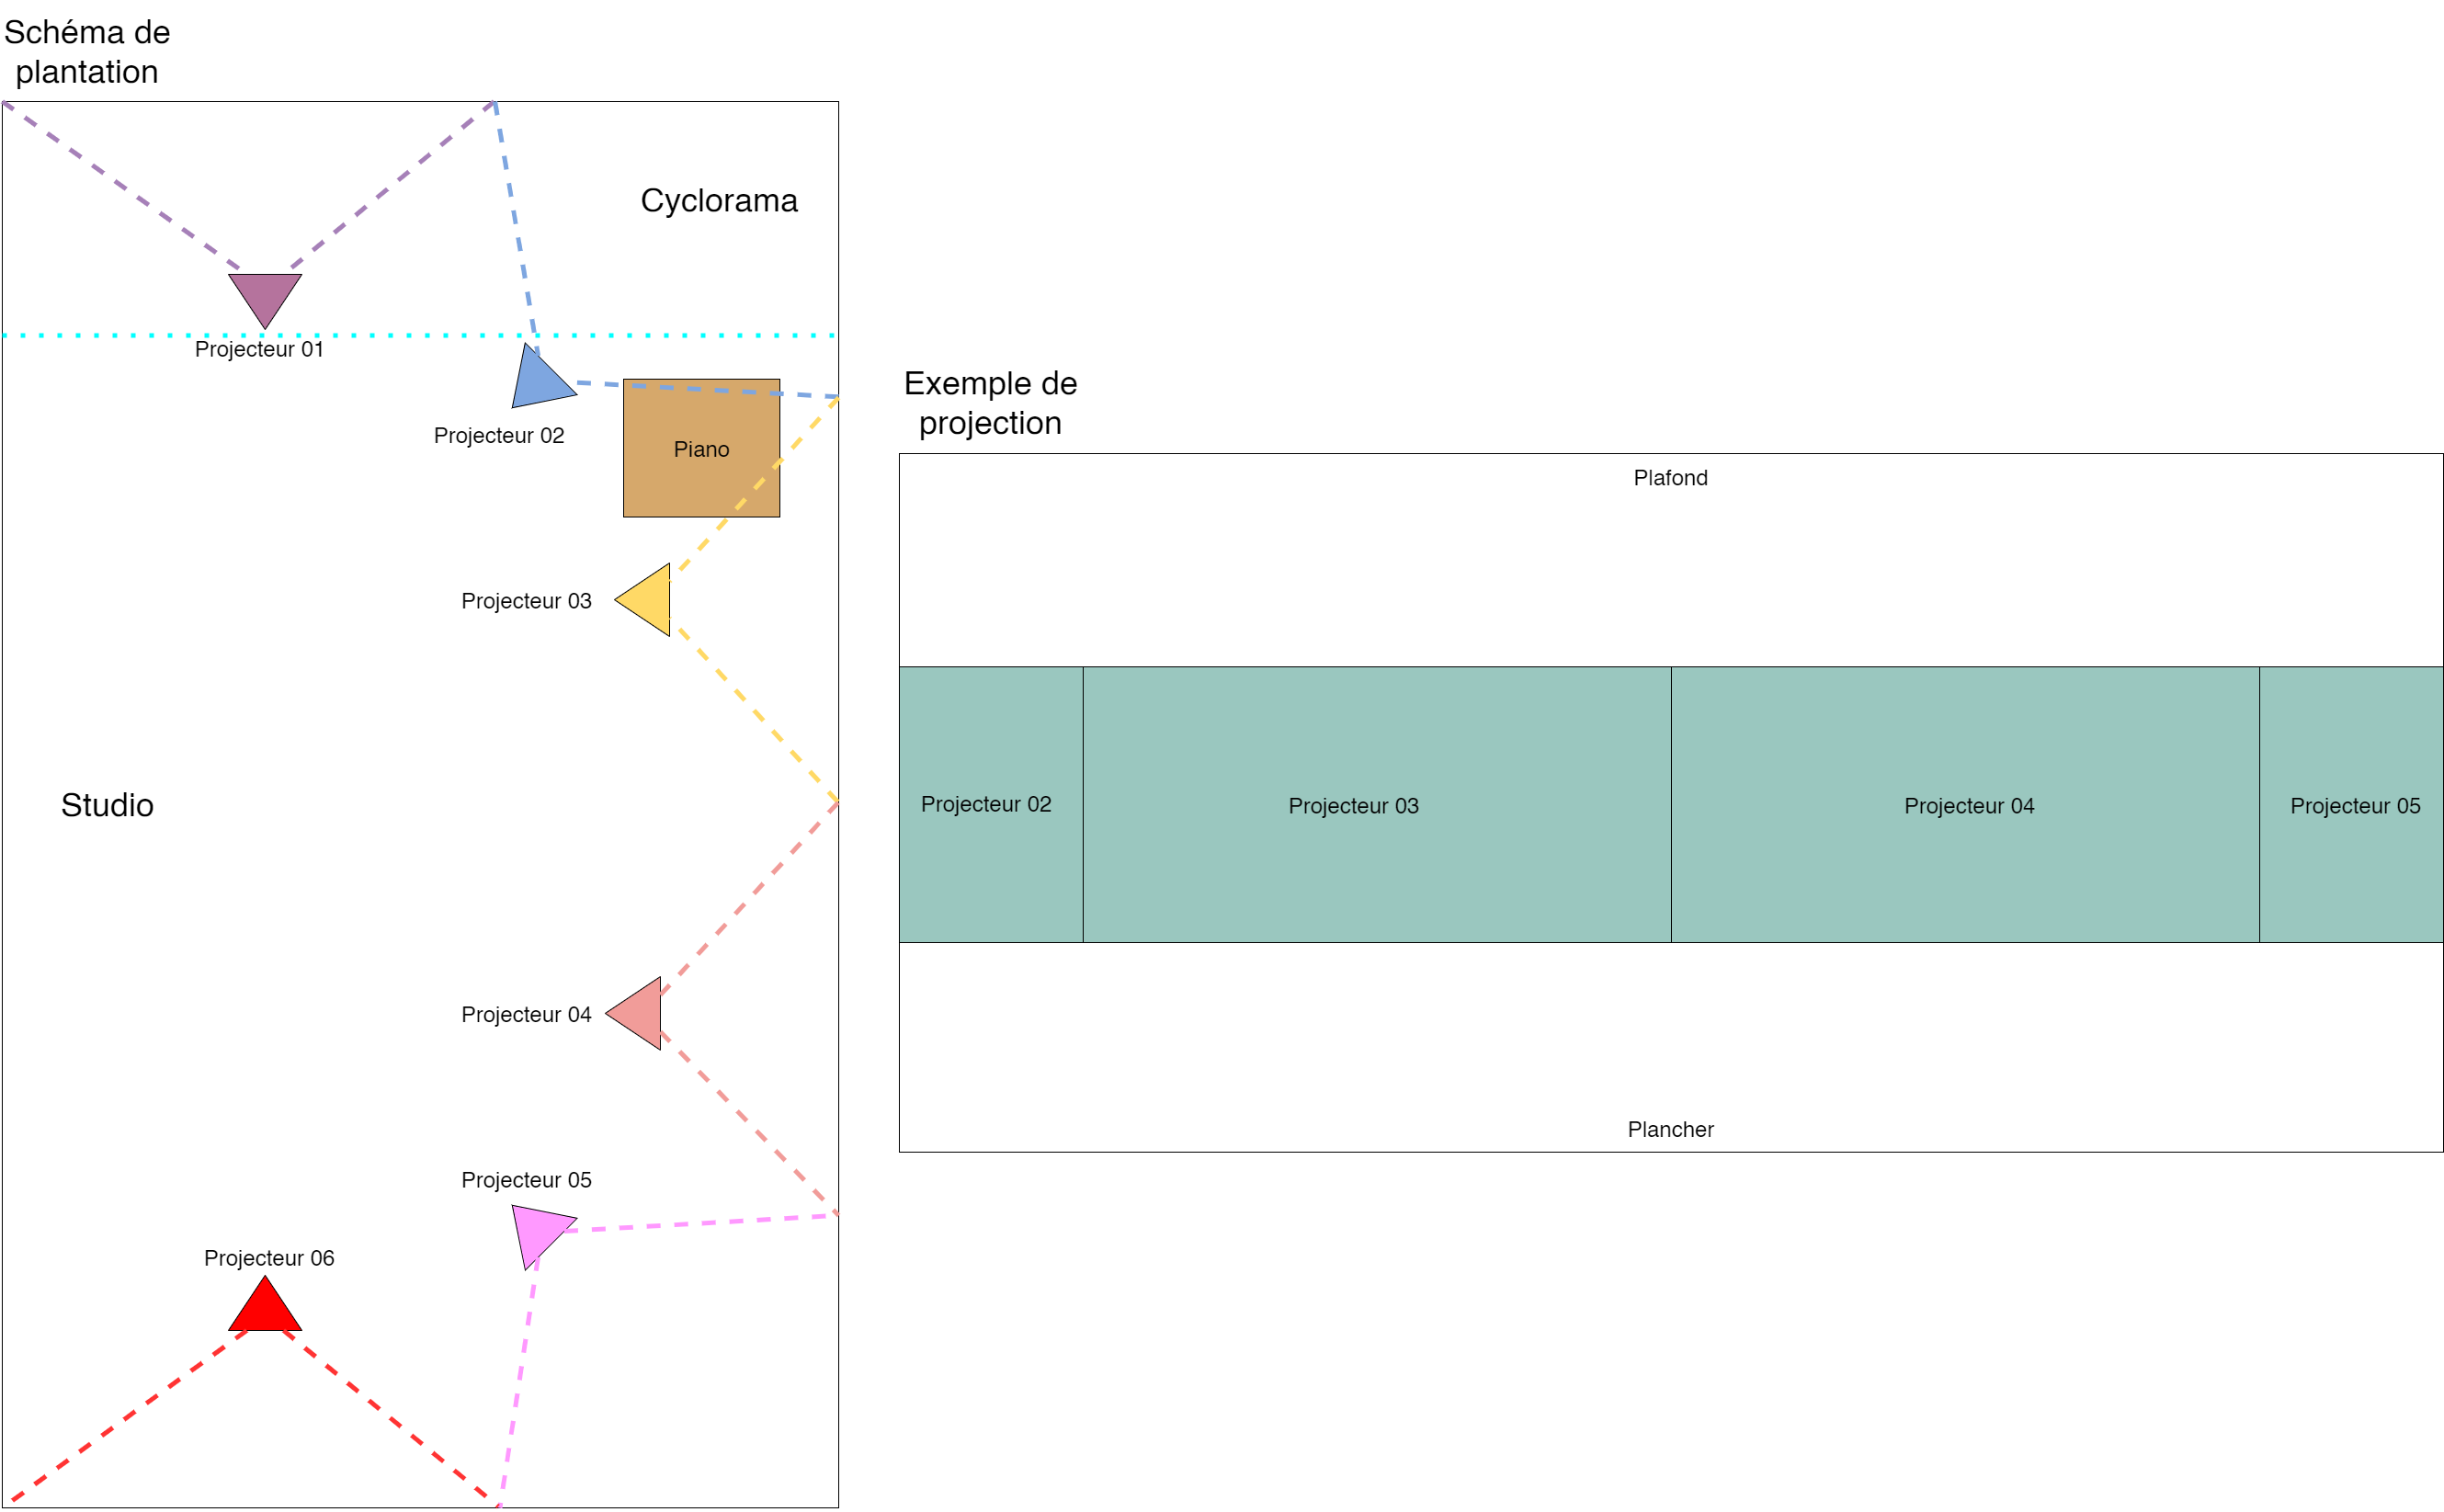 Schéma de
plantation
Cyclorama
Projecteur 01
Projecteur 02
Piano
Projecteur 03
Studio
Projecteur 04
Projecteur 05
Projecteur 06
Exemple de
projection
Plafond
Projecteur 02
Projecteur 03
Projecteur 04
Projecteur 05
Plancher